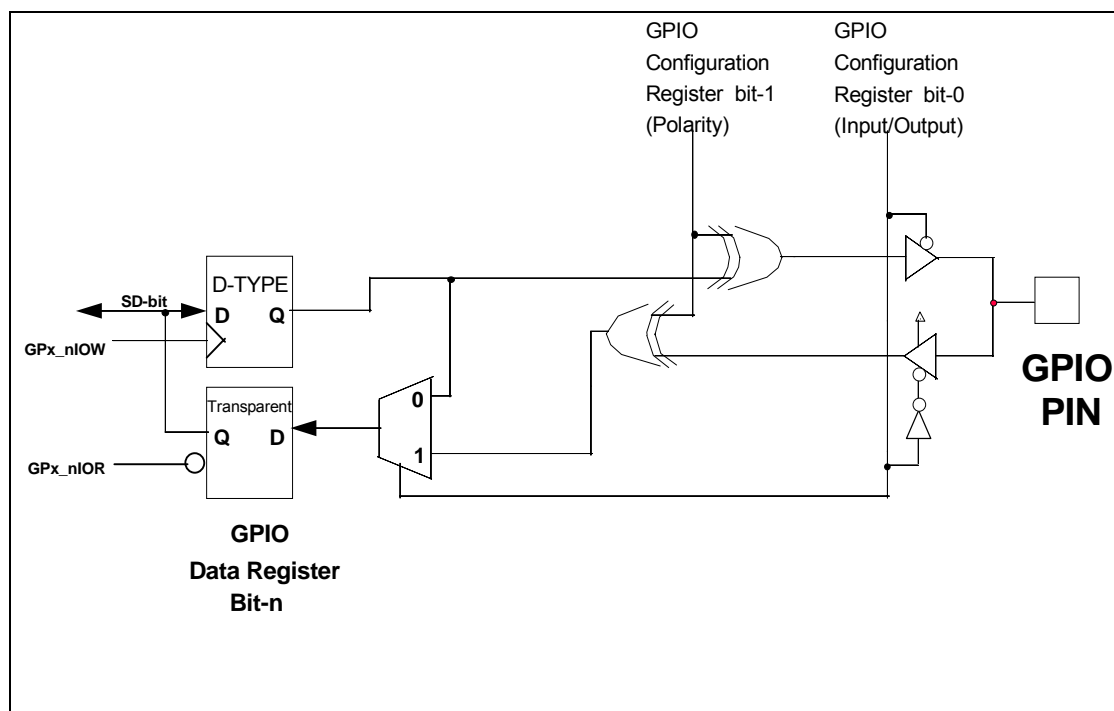 GPIO
Configuration
Register bit-1
(Polarity)
GPIO
Configuration
Register bit-0
(Input/Output)
D-TYPE
SD-bit
D
Q
GPx_nIOW
Transparent
Q
D
0
1
GPx_nIOR
GPIO
PIN
GPIO
Data Register
Bit-n